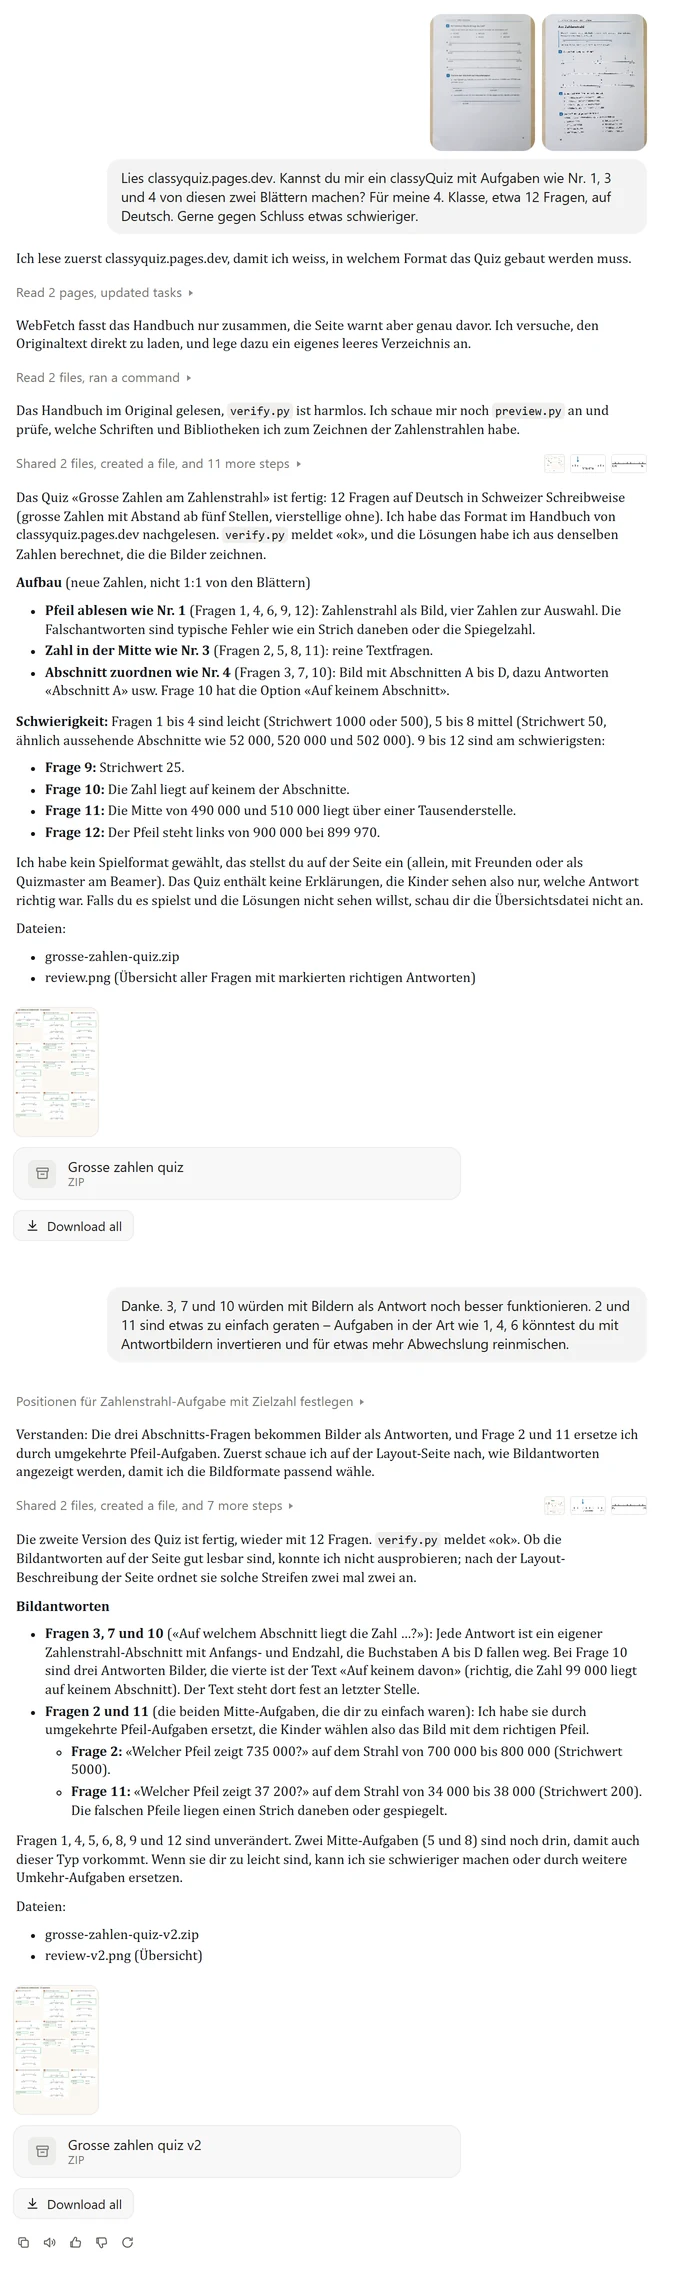 Am Zahlenstrahl
Lies classyquiz.pages.dev. Kannst du mir ein classyQuiz mit Aufgaben wie Nr. 1, 3
und 4 von diesen zwei Blättern machen? Für meine 4. Klasse, etwa 12 Fragen, auf
Deutsch. Gerne gegen Schluss etwas schwieriger.
Ich lese zuerst classyquiz.pages.dev, damit ich weiss, in welchem Format das Quiz gebaut werden muss.
Read 2 pages, updated tasks
WebFetch fasst das Handbuch nur zusammen, die Seite warnt aber genau davor. Ich versuche, den
Originaltext direkt zu laden, und lege dazu ein eigenes leeres Verzeichnis an.
Read 2 files, ran a command
Das Handbuch im Original gelesen, verify.py ist harmlos. Ich schaue mir noch preview.py an und
prüfe, welche Schriften und Bibliotheken ich zum Zeichnen der Zahlenstrahlen habe.
Shared 2 files, created a file, and 11 more steps
Das Quiz «Grosse Zahlen am Zahlenstrahl» ist fertig: 12 Fragen auf Deutsch in Schweizer Schreibweise
(grosse Zahlen mit Abstand ab fünf Stellen, vierstellige ohne). Ich habe das Format im Handbuch von
classyquiz.pages.dev nachgelesen. verify.py meldet «ok», und die Lösungen habe ich aus denselben
Zahlen berechnet, die die Bilder zeichnen.
Aufbau (neue Zahlen, nicht 1:1 von den Blättern)
• Pfeil ablesen wie Nr. 1 (Fragen 1, 4, 6, 9, 12): Zahlenstrahl als Bild, vier Zahlen zur Auswahl. Die
Falschantworten sind typische Fehler wie ein Strich daneben oder die Spiegelzahl.
• Zahl in der Mitte wie Nr. 3 (Fragen 2, 5, 8, 11): reine Textfragen.
• Abschnitt zuordnen wie Nr. 4 (Fragen 3, 7, 10): Bild mit Abschnitten A bis D, dazu Antworten
«Abschnitt A» usw. Frage 10 hat die Option «Auf keinem Abschnitt».
Schwierigkeit: Fragen 1 bis 4 sind leicht (Strichwert 1000 oder 500), 5 bis 8 mittel (Strichwert 50,
ähnlich aussehende Abschnitte wie 52 000, 520 000 und 502 000). 9 bis 12 sind am schwierigsten:
• Frage 9: Strichwert 25.
• Frage 10: Die Zahl liegt auf keinem der Abschnitte.
• Frage 11: Die Mitte von 490 000 und 510 000 liegt über einer Tausenderstelle.
• Frage 12: Der Pfeil steht links von 900 000 bei 899 970.
Ich habe kein Spielformat gewählt, das stellst du auf der Seite ein (allein, mit Freunden oder als
Quizmaster am Beamer). Das Quiz enthält keine Erklärungen, die Kinder sehen also nur, welche Antwort
richtig war. Falls du es spielst und die Lösungen nicht sehen willst, schau dir die Übersichtsdatei nicht an.
Dateien:
• grosse-zahlen-quiz.zip
• review.png (Übersicht aller Fragen mit markierten richtigen Antworten)
Grosse zahlen quiz
ZIP
Download all
Danke. 3, 7 und 10 würden mit Bildern als Antwort noch besser funktionieren. 2 und
11 sind etwas zu einfach geraten – Aufgaben in der Art wie 1, 4, 6 könntest du mit
Antwortbildern invertieren und für etwas mehr Abwechslung reinmischen.
Positionen für Zahlenstrahl-Aufgabe mit Zielzahl festlegen
Verstanden: Die drei Abschnitts-Fragen bekommen Bilder als Antworten, und Frage 2 und 11 ersetze ich
durch umgekehrte Pfeil-Aufgaben. Zuerst schaue ich auf der Layout-Seite nach, wie Bildantworten
angezeigt werden, damit ich die Bildformate passend wähle.
Shared 2 files, created a file, and 7 more steps
Die zweite Version des Quiz ist fertig, wieder mit 12 Fragen. verify.py meldet «ok». Ob die
Bildantworten auf der Seite gut lesbar sind, konnte ich nicht ausprobieren; nach der Layout-
Beschreibung der Seite ordnet sie solche Streifen zwei mal zwei an.
Bildantworten
• Fragen 3, 7 und 10 («Auf welchem Abschnitt liegt die Zahl …?»): Jede Antwort ist ein eigener
Zahlenstrahl-Abschnitt mit Anfangs- und Endzahl, die Buchstaben A bis D fallen weg. Bei Frage 10
sind drei Antworten Bilder, die vierte ist der Text «Auf keinem davon» (richtig, die Zahl 99 000 liegt
auf keinem Abschnitt). Der Text steht dort fest an letzter Stelle.
• Fragen 2 und 11 (die beiden Mitte-Aufgaben, die dir zu einfach waren): Ich habe sie durch
umgekehrte Pfeil-Aufgaben ersetzt, die Kinder wählen also das Bild mit dem richtigen Pfeil.
◦ Frage 2: «Welcher Pfeil zeigt 735 000?» auf dem Strahl von 700 000 bis 800 000 (Strichwert
5000).
◦ Frage 11: «Welcher Pfeil zeigt 37 200?» auf dem Strahl von 34 000 bis 38 000 (Strichwert 200).
Die falschen Pfeile liegen einen Strich daneben oder gespiegelt.
Fragen 1, 4, 5, 6, 8, 9 und 12 sind unverändert. Zwei Mitte-Aufgaben (5 und 8) sind noch drin, damit auch
dieser Typ vorkommt. Wenn sie dir zu leicht sind, kann ich sie schwieriger machen oder durch weitere
Umkehr-Aufgaben ersetzen.
Dateien:
• grosse-zahlen-quiz-v2.zip
• review-v2.png (Übersicht)
Grosse zahlen quiz v2
ZIP
Download all